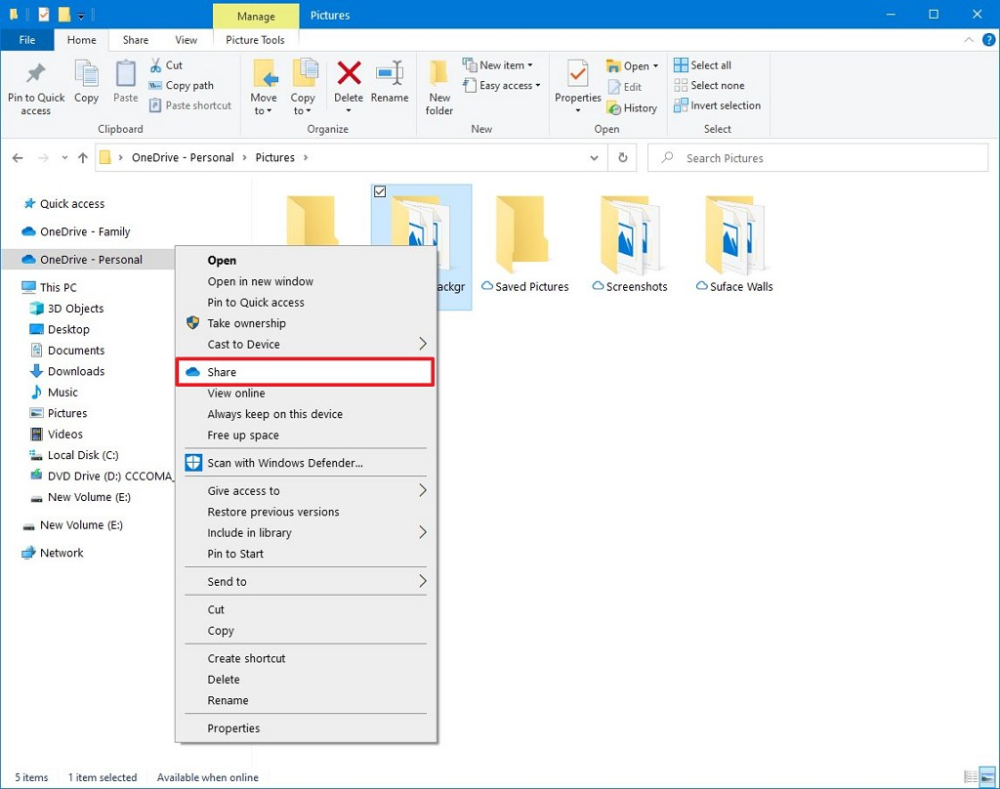 Manage
Pictures
File
Home
Share
View
Picture Tools
Pin to Quick access
Copy
Paste
Cut
Copy path
Paste shortcut
Clipboard
Move to
Copy to
Delete
Rename
Organize
New folder
New item
Easy access
New
Properties
Open
Edit
History
Open
Select all
Select none
Invert selection
Select
OneDrive - Personal
Pictures
Search Pictures
Quick access
OneDrive - Family
OneDrive - Personal
This PC
3D Objects
Desktop
Documents
Downloads
Music
Pictures
Videos
Local Disk (C:)
DVD Drive (D:) CCCOMA_
New Volume (E:)
New Volume (E:)
Network
ackgr
Saved Pictures
Screenshots
Suface Walls
Open
Open in new window
Pin to Quick access
Take ownership
Cast to Device
Share
View online
Always keep on this device
Free up space
Scan with Windows Defender...
Give access to
Restore previous versions
Include in library
Pin to Start
Send to
Cut
Copy
Create shortcut
Delete
Rename
Properties
5 items
1 item selected
Available when online